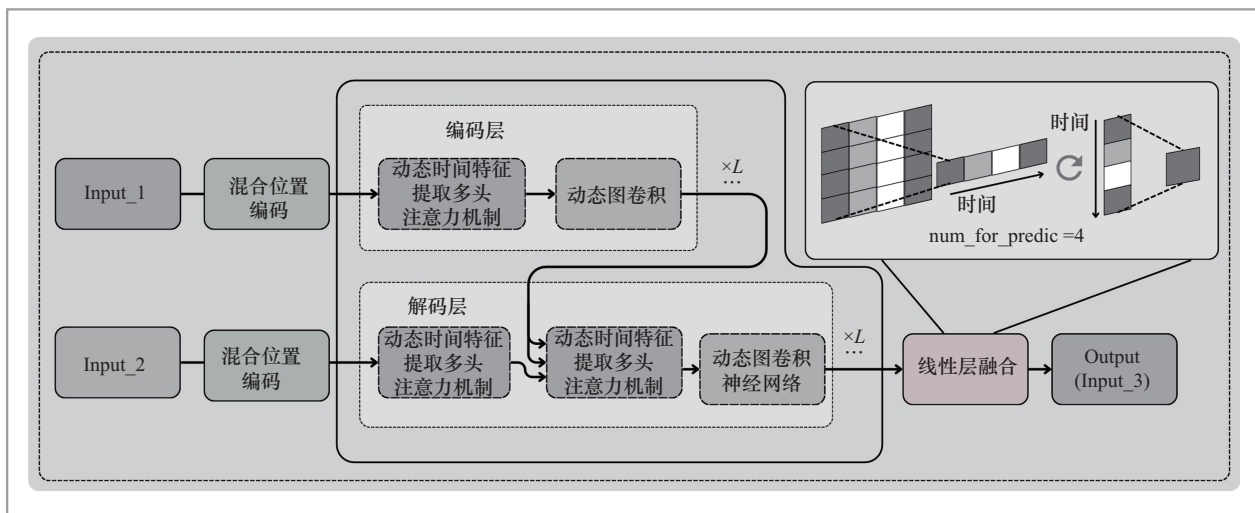 编码层
×L
…
Input_1
混合位置
编码
动态时间特征
提取多头
注意力机制
动态图卷积
时间
时间
num_for_predic =4
解码层
×L
…
Input_2
混合位置
编码
动态时间特征
提取多头
注意力机制
动态时间特征
提取多头
注意力机制
动态图卷积
神经网络
线性层融合
Output
(Input_3)